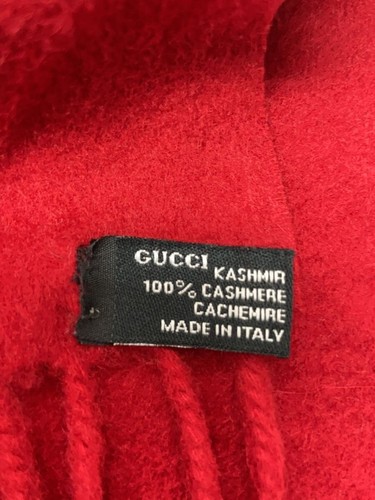 GUCCI KASHMIR
100% CASHMERE
CACHEMIRE
MADE IN ITALY